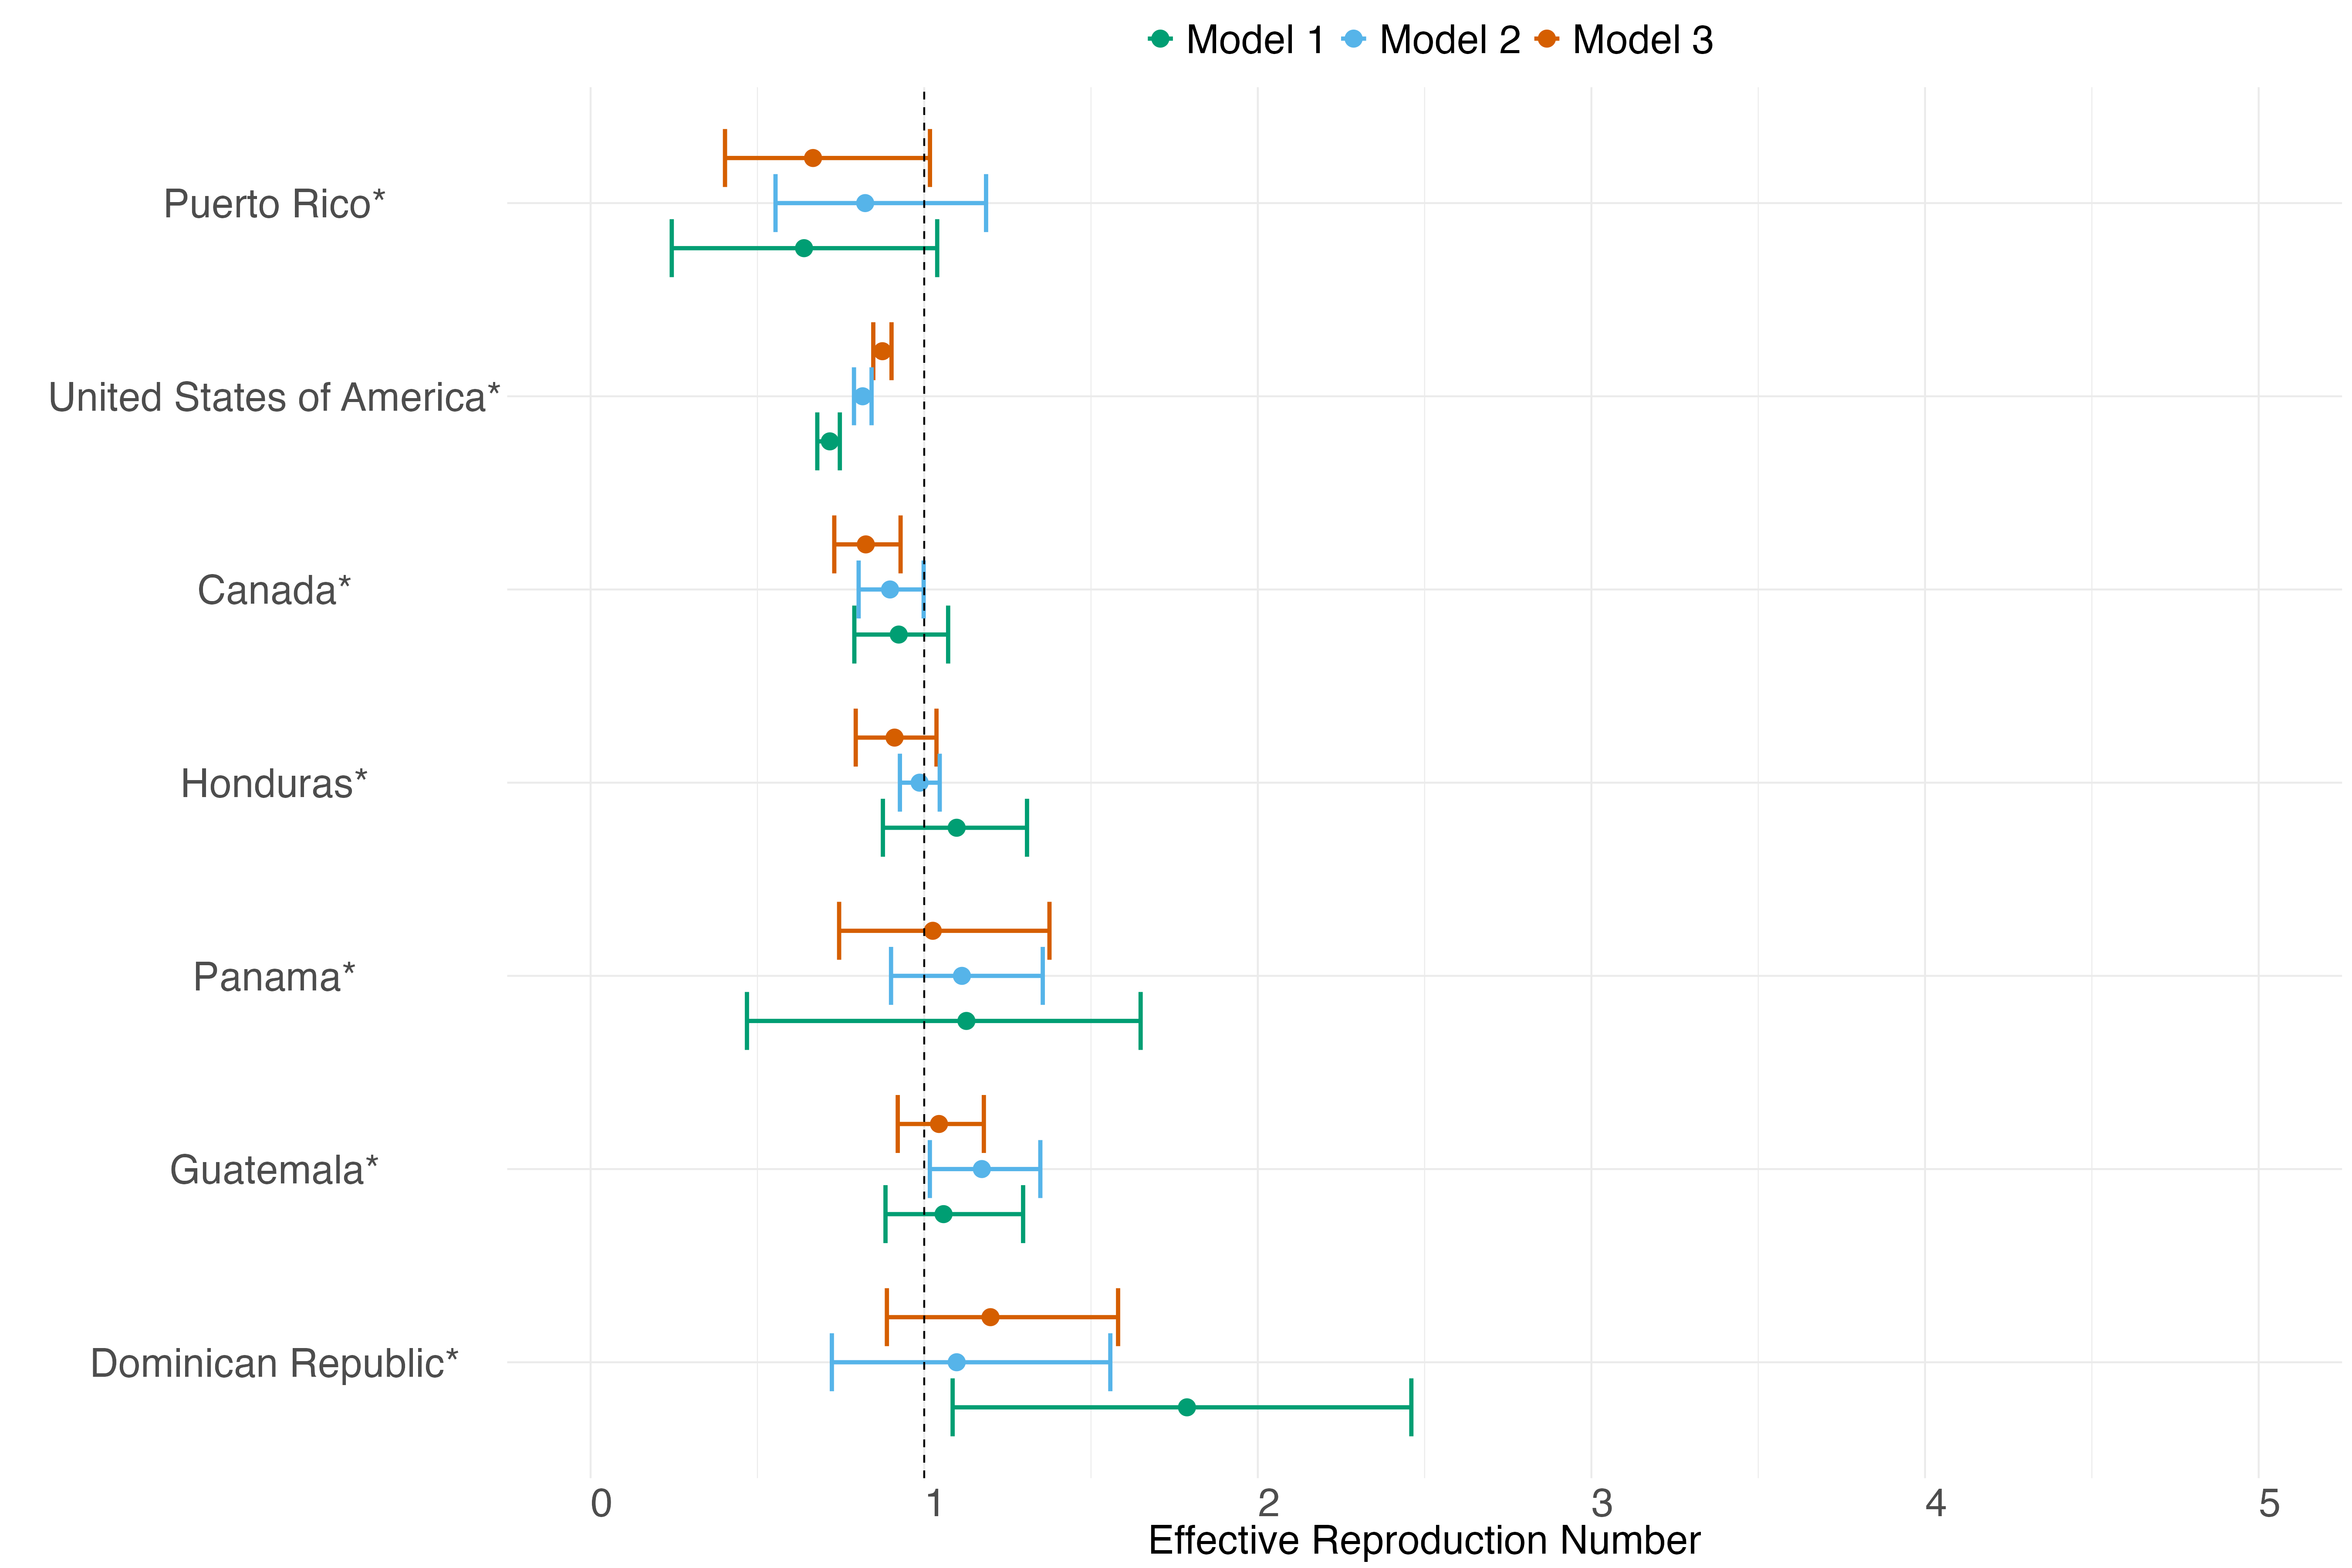 Model 1 Model 2 Model 3
Puerto Rico*
United States of America*
Canada*
Honduras*
Panama*
Guatemala*
Dominican Republic*
0 1 2 3 4 5
Effective Reproduction Number